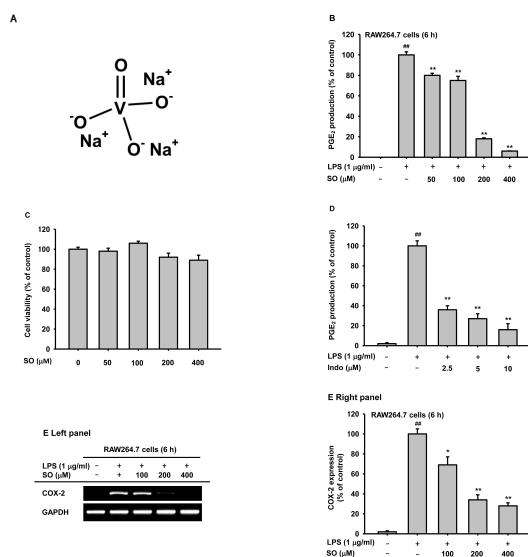 A
O
Na⁺
V
O⁻
⁻O
Na⁺
O⁻ Na⁺
B
RAW264.7 cells (6 h)
PGE₂ production (% of control)
120
100
80
60
40
20
0
##
**
**
**
**
LPS (1 μg/ml) – + + + + +
SO (μM) – – 50 100 200 400
C
Cell viability (% of control)
120
100
80
60
40
20
0
SO (μM) 0 50 100 200 400
D
PGE₂ production (% of control)
120
100
80
60
40
20
0
##
**
**
**
LPS (1 μg/ml) – + + + +
Indo (μM) – – 2.5 5 10
E Left panel
RAW264.7 cells (6 h)
LPS (1 μg/ml) – + + + +
SO (μM) – + 100 200 400
COX-2
GAPDH
E Right panel
RAW264.7 cells (6 h)
COX-2 expression
(% of control)
120
100
80
60
40
20
0
##
*
**
**
LPS (1 μg/ml) – + + + +
SO (μM) – – 100 200 400